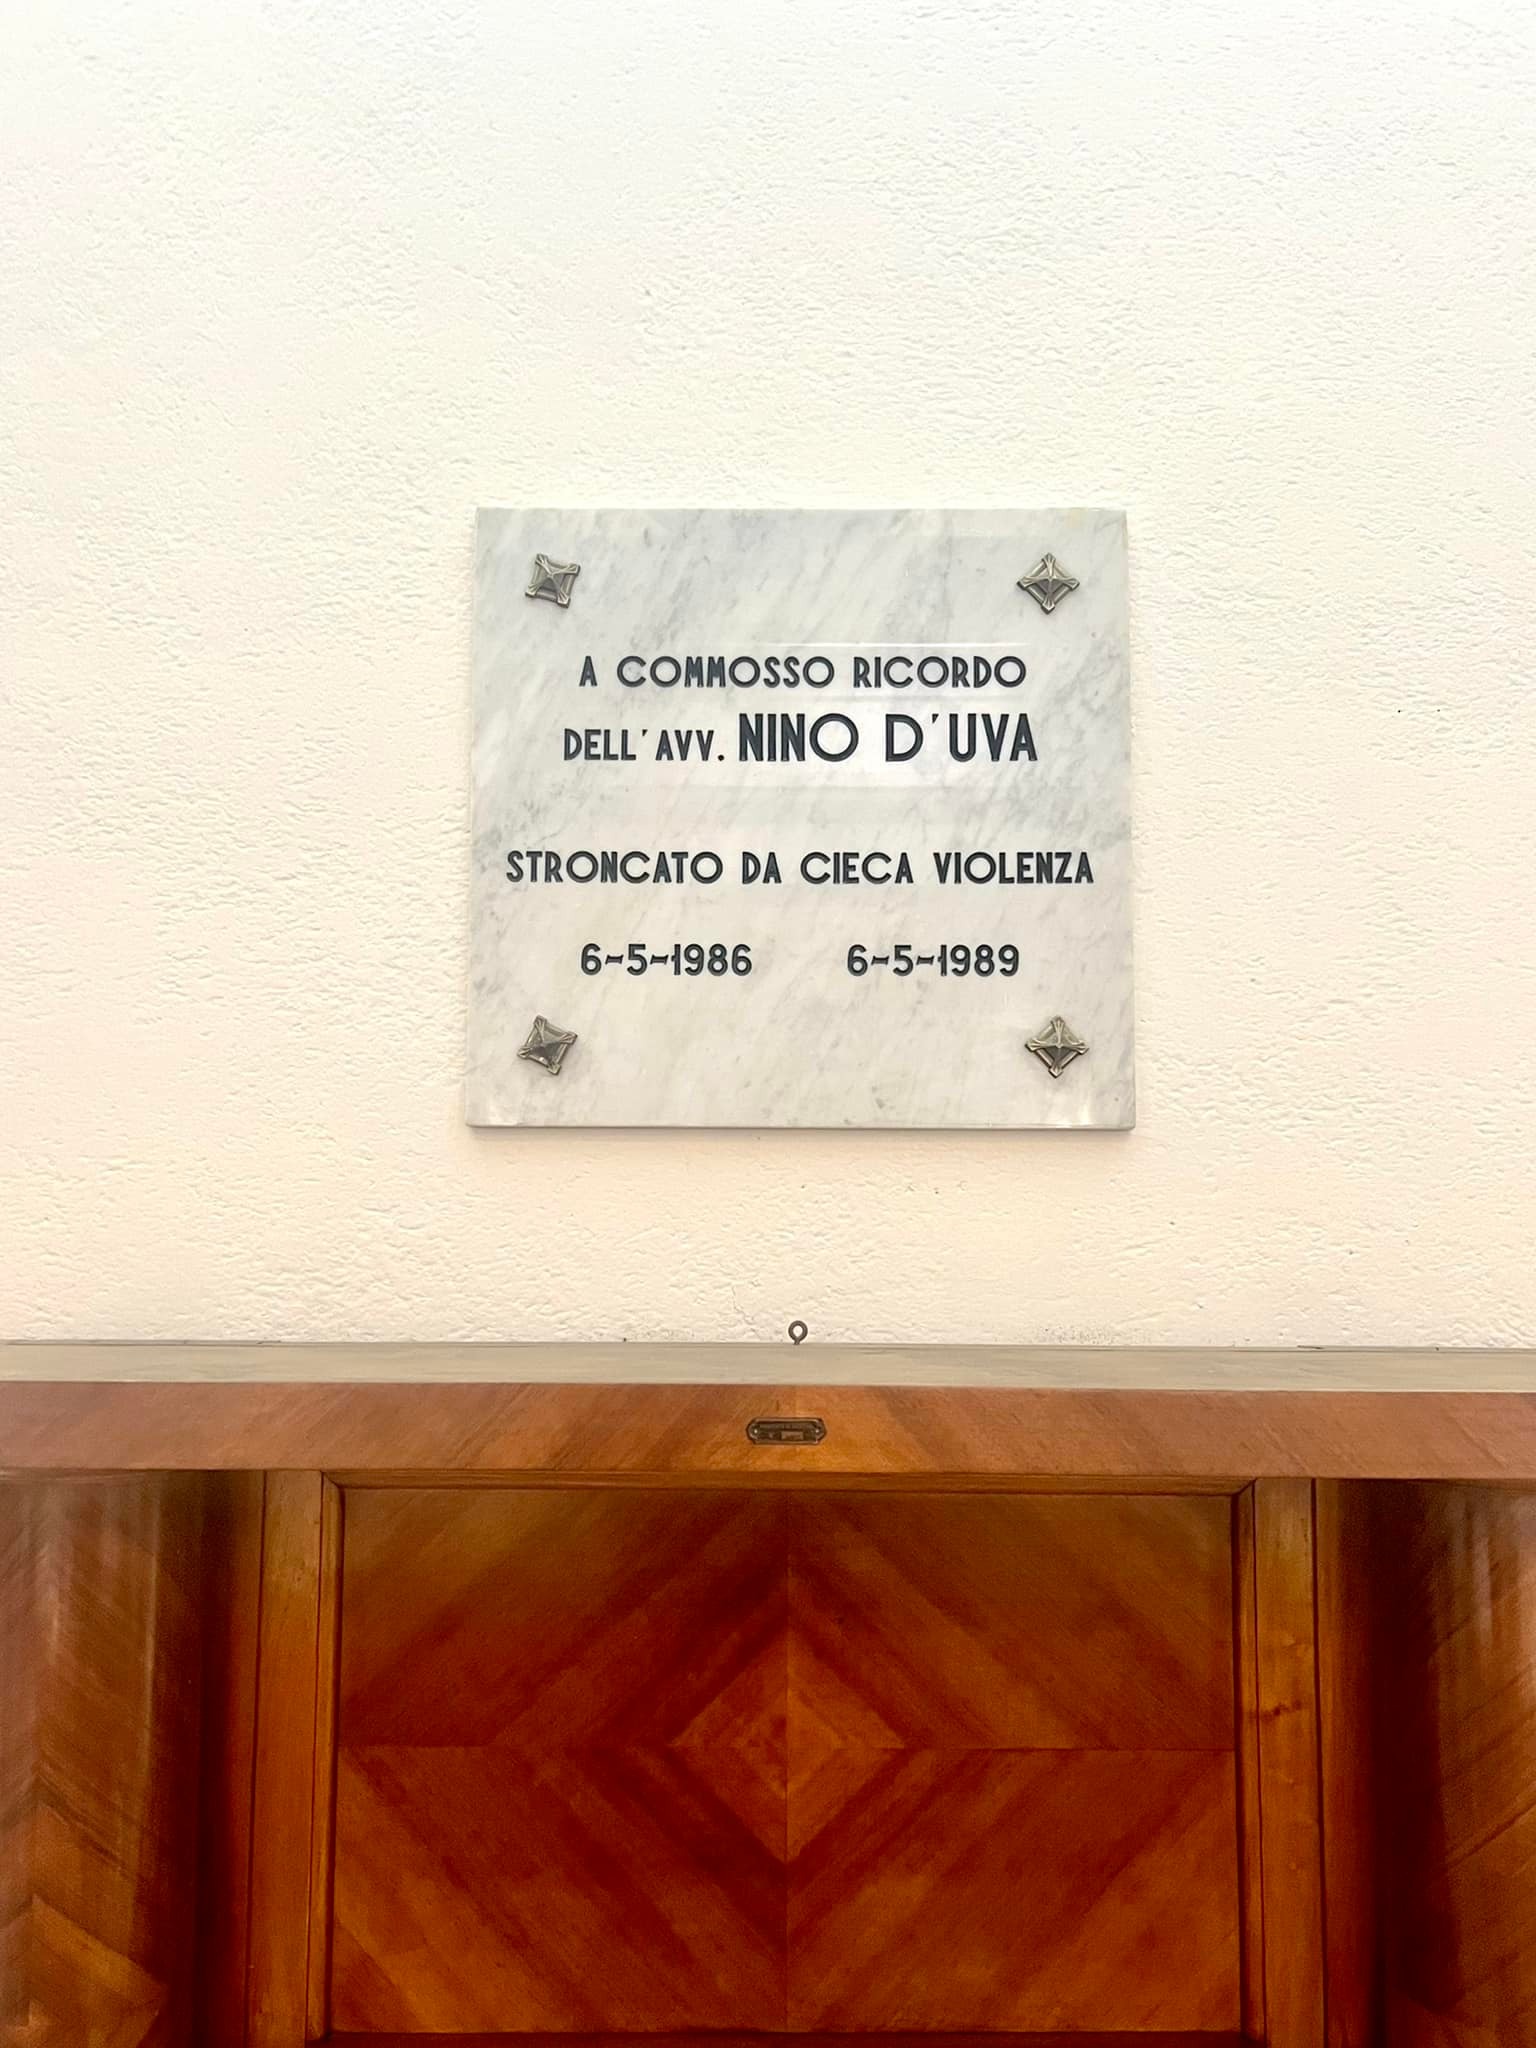 A COMMOSSO RICORDO
DELL'AVV. NINO D'UVA
STRONCATO DA CIECA VIOLENZA
6-5-1986 6-5-1989